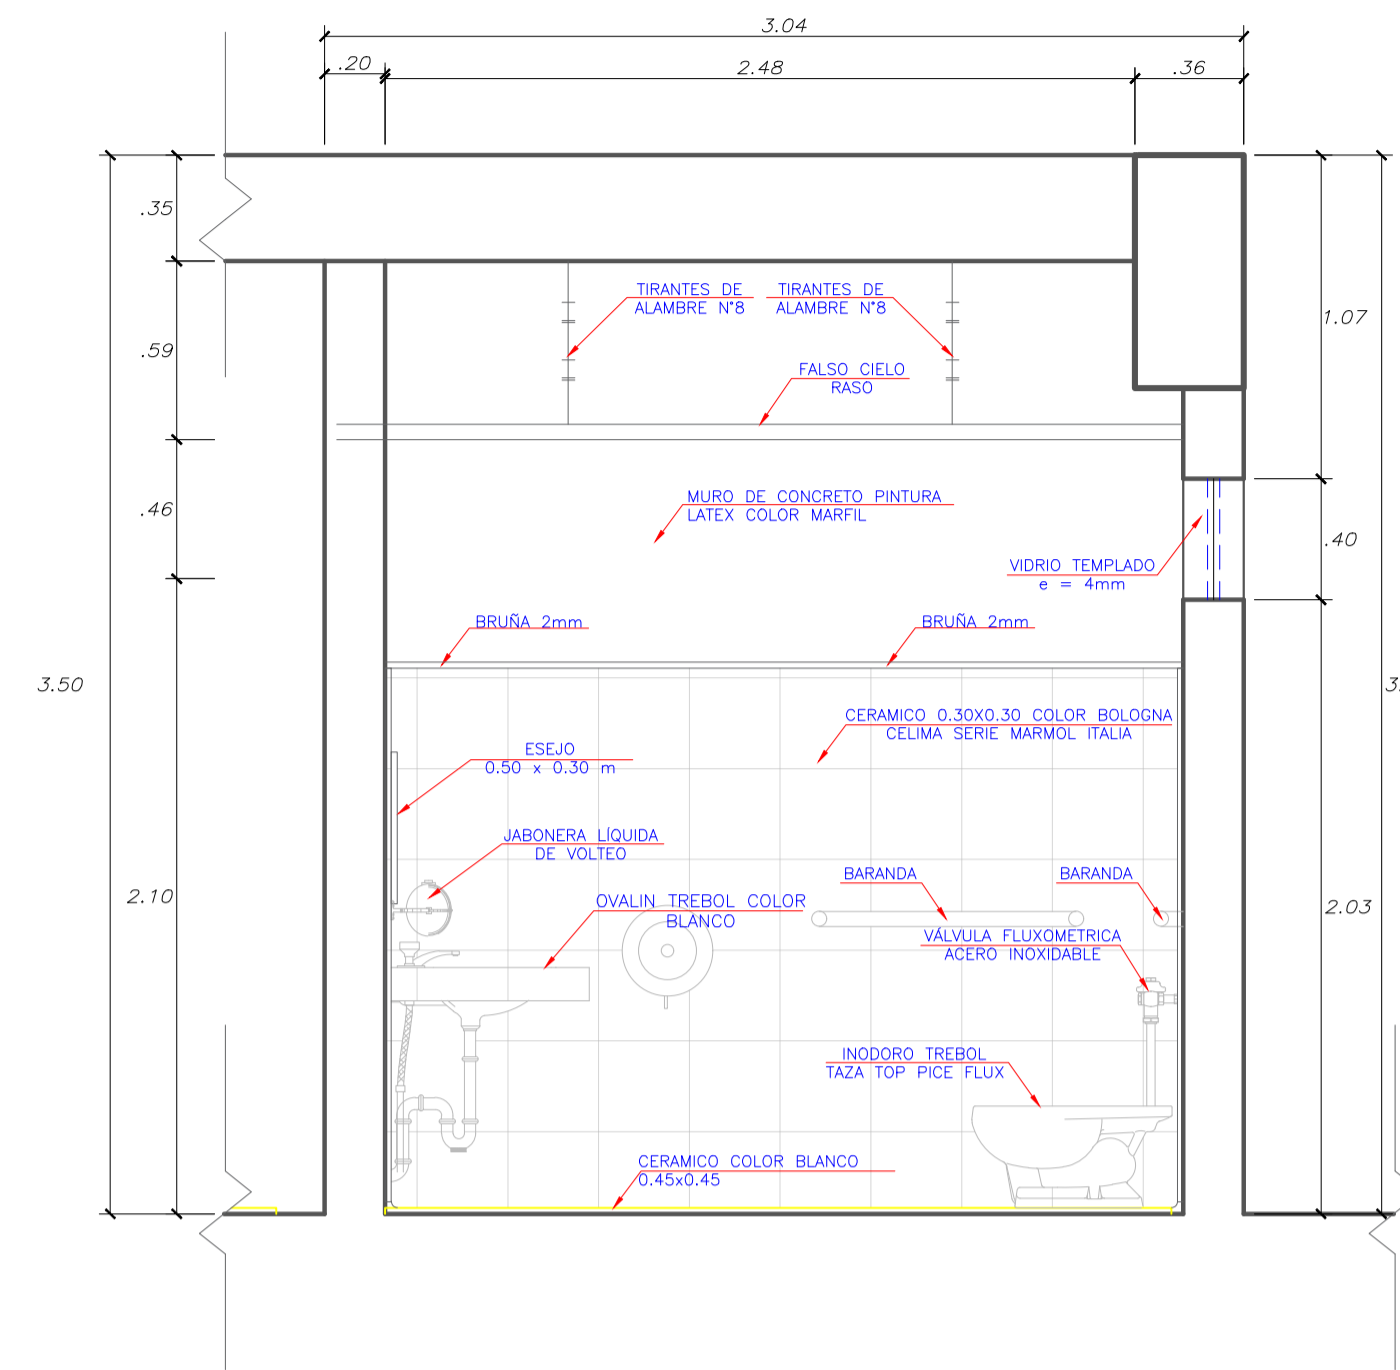 3.04
.20
2.48
.36
.35
TIRANTES DE
ALAMBRE N°8
TIRANTES DE
ALAMBRE N°8
1.07
.59
FALSO CIELO
RASO
MURO DE CONCRETO PINTURA
LATEX COLOR MARFIL
.46
.40
VIDRIO TEMPLADO
e = 4mm
BRUÑA 2mm
BRUÑA 2mm
3.50
3.
CERAMICO 0.30X0.30 COLOR BOLOGNA
CELIMA SERIE MARMOL ITALIA
ESEJO
0.50 x 0.30 m
JABONERA LÍQUIDA
DE VOLTEO
BARANDA
BARANDA
2.10
OVALIN TREBOL COLOR
BLANCO
2.03
VÁLVULA FLUXOMETRICA
ACERO INOXIDABLE
INODORO TREBOL
TAZA TOP PICE FLUX
CERAMICO COLOR BLANCO
0.45x0.45